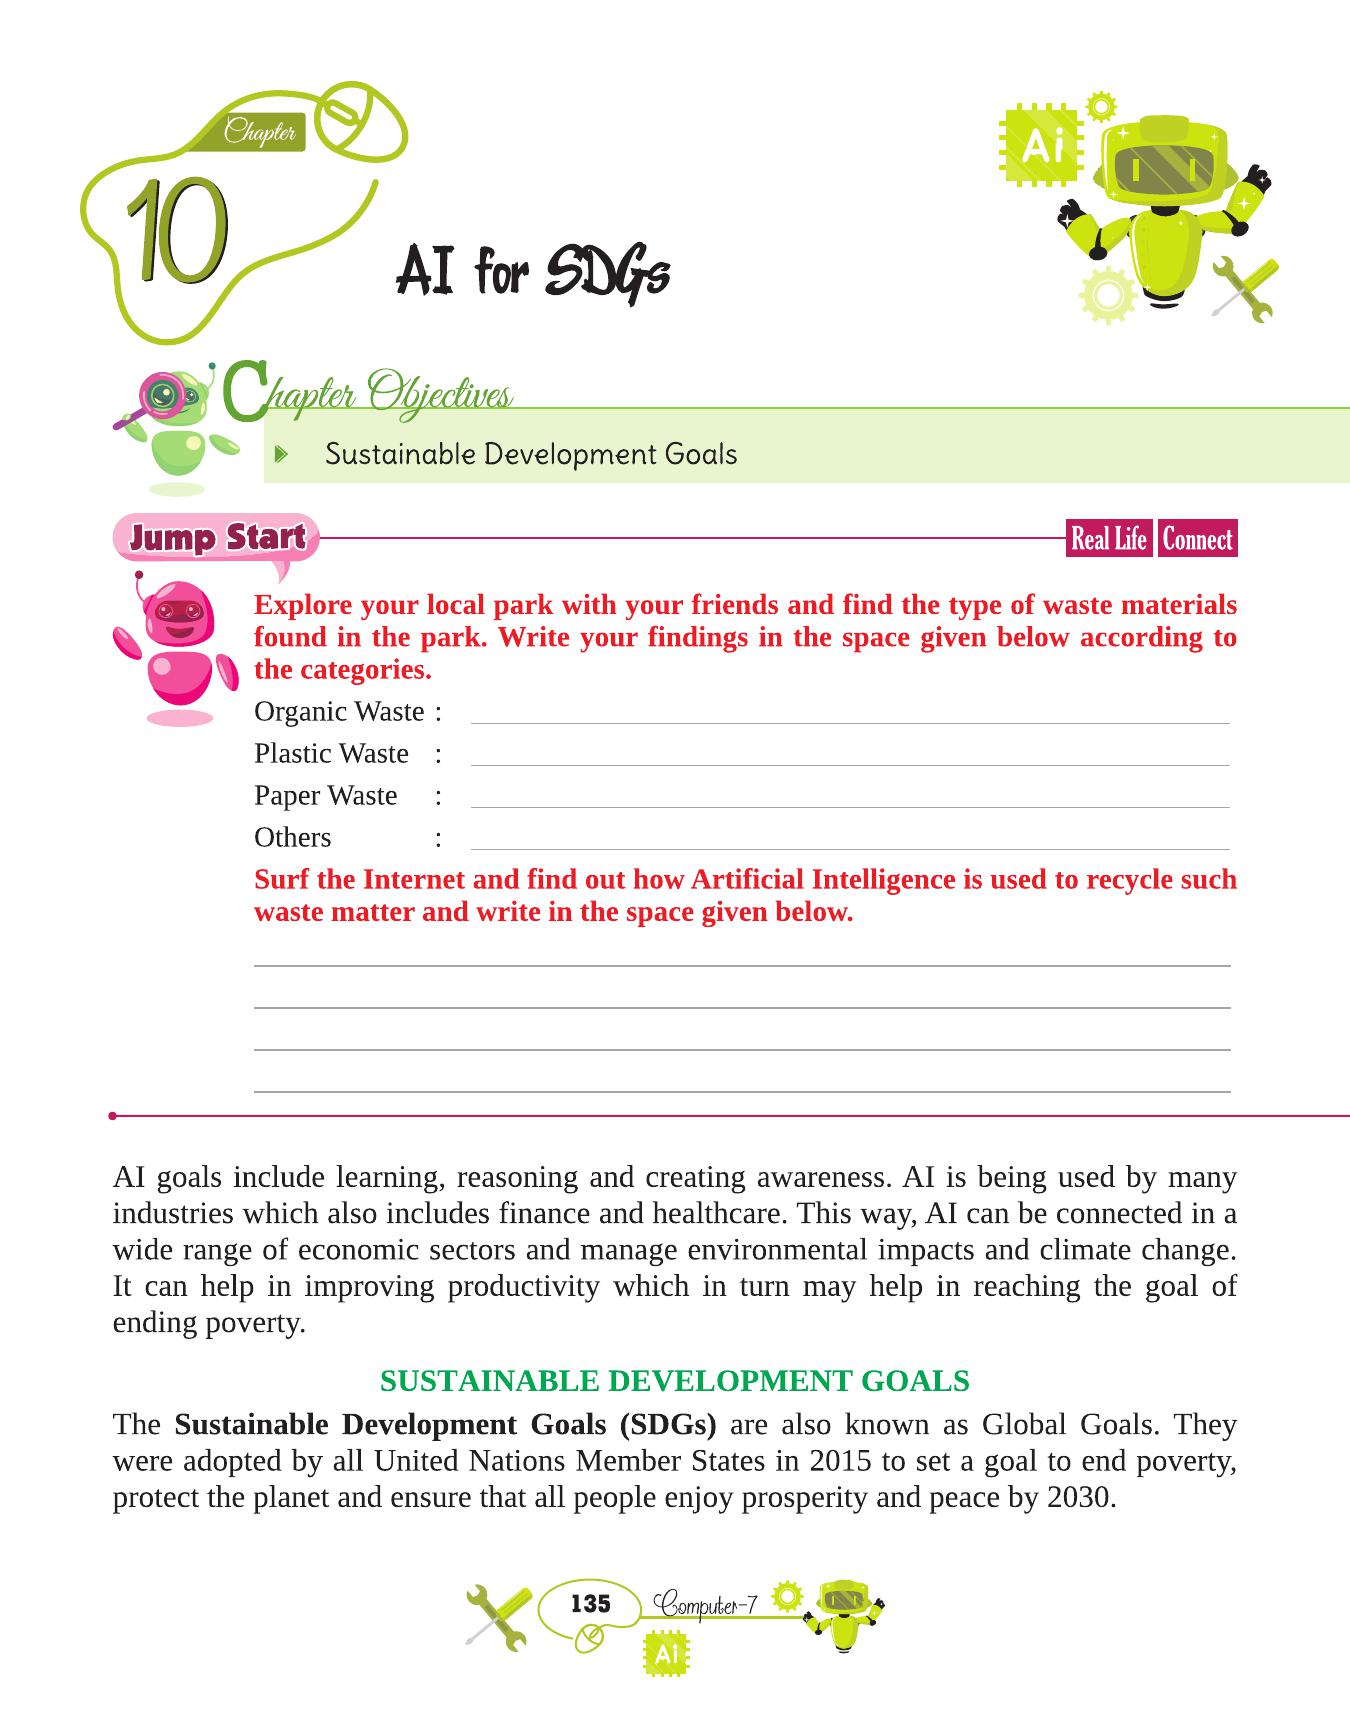 Chapter
10
Ai
AI for SDGs
Chapter Objectives
Sustainable Development Goals
Jump Start
Real Life Connect
Explore your local park with your friends and find the type of waste materials
found in the park. Write your findings in the space given below according to
the categories.
Organic Waste :
Plastic Waste :
Paper Waste :
Others :
Surf the Internet and find out how Artificial Intelligence is used to recycle such
waste matter and write in the space given below.
AI goals include learning, reasoning and creating awareness. AI is being used by many
industries which also includes finance and healthcare. This way, AI can be connected in a
wide range of economic sectors and manage environmental impacts and climate change.
It can help in improving productivity which in turn may help in reaching the goal of
ending poverty.
SUSTAINABLE DEVELOPMENT GOALS
The Sustainable Development Goals (SDGs) are also known as Global Goals. They
were adopted by all United Nations Member States in 2015 to set a goal to end poverty,
protect the planet and ensure that all people enjoy prosperity and peace by 2030.
135
Computer-7
Ai